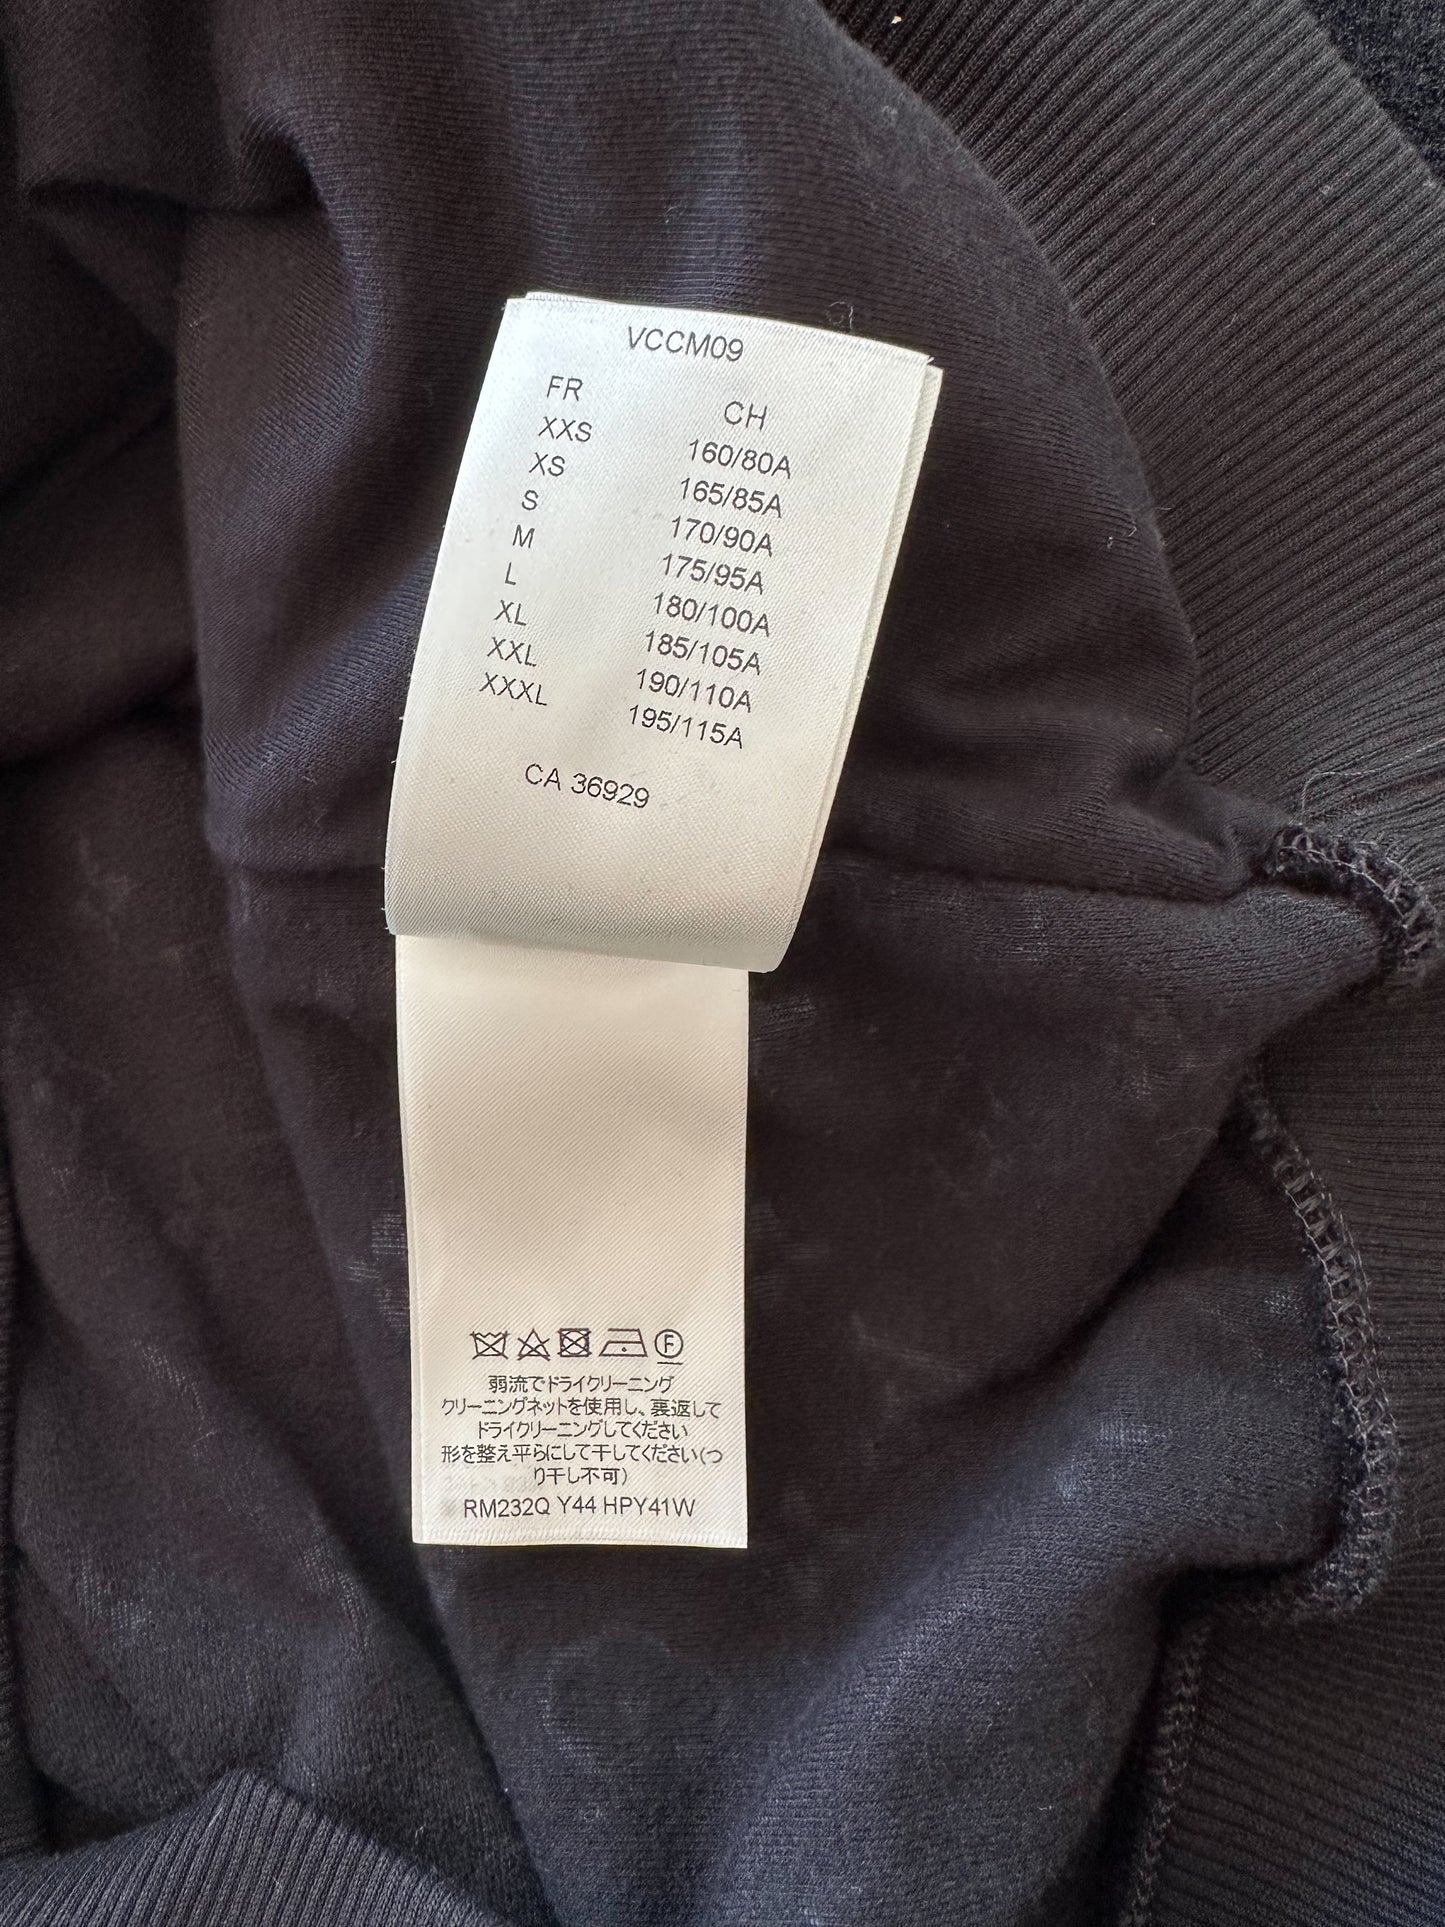 VCCM09
FR CH
XXS 160/80A
XS 165/85A
S 170/90A
M 175/95A
L 180/100A
XL 185/105A
XXL 190/110A
XXXL 195/115A
CA 36929
弱流でドライクリーニング
クリーニングネットを使用し、裏返して
ドライクリーニングしてください
形を整え平らにして干してください(つ
り干し不可)
RM232Q Y44 HPY41W